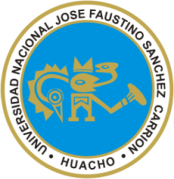 UNIVERSIDAD NACIONAL JOSE FAUSTINO SANCHEZ CARRION
• HUACHO •